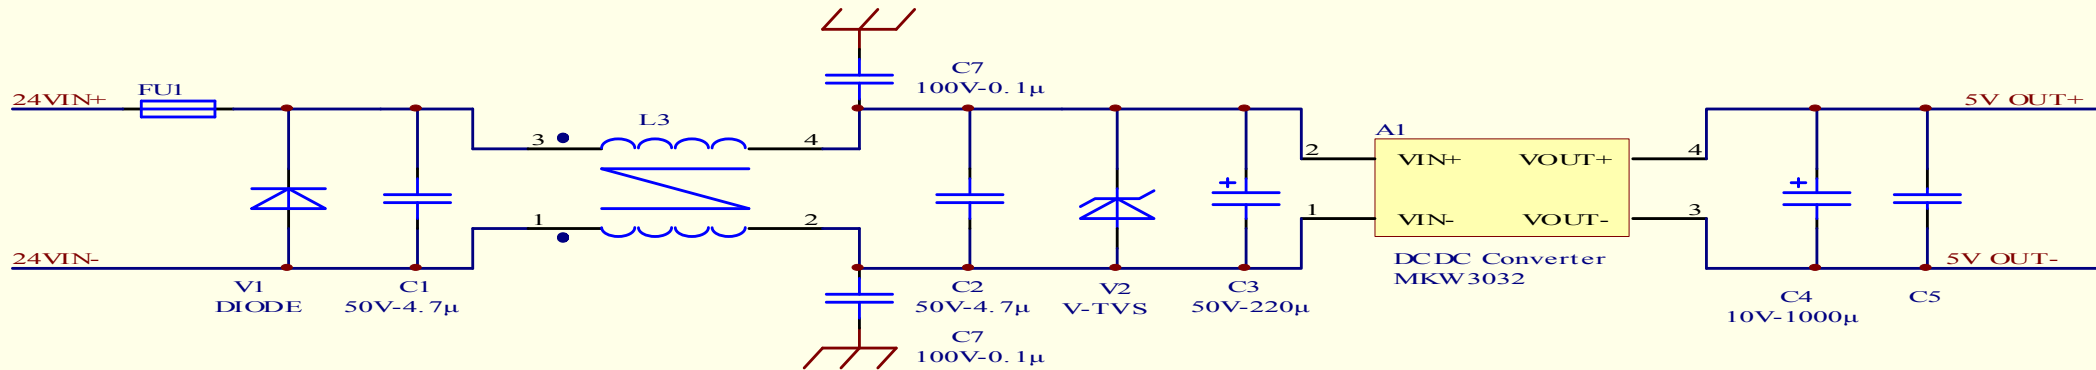 C7
100V-0.1μ
24VIN+
FU1
L3
3
4
A1
2
VIN+
VOUT+
4
5V OUT+
1
2
1
VIN-
VOUT-
3
24VIN-
5V OUT-
V1
DIODE
C1
50V-4.7μ
C2
50V-4.7μ
V2
V-TVS
C3
50V-220μ
DCDC Converter
MKW3032
C4
10V-1000μ
C5
C7
100V-0.1μ